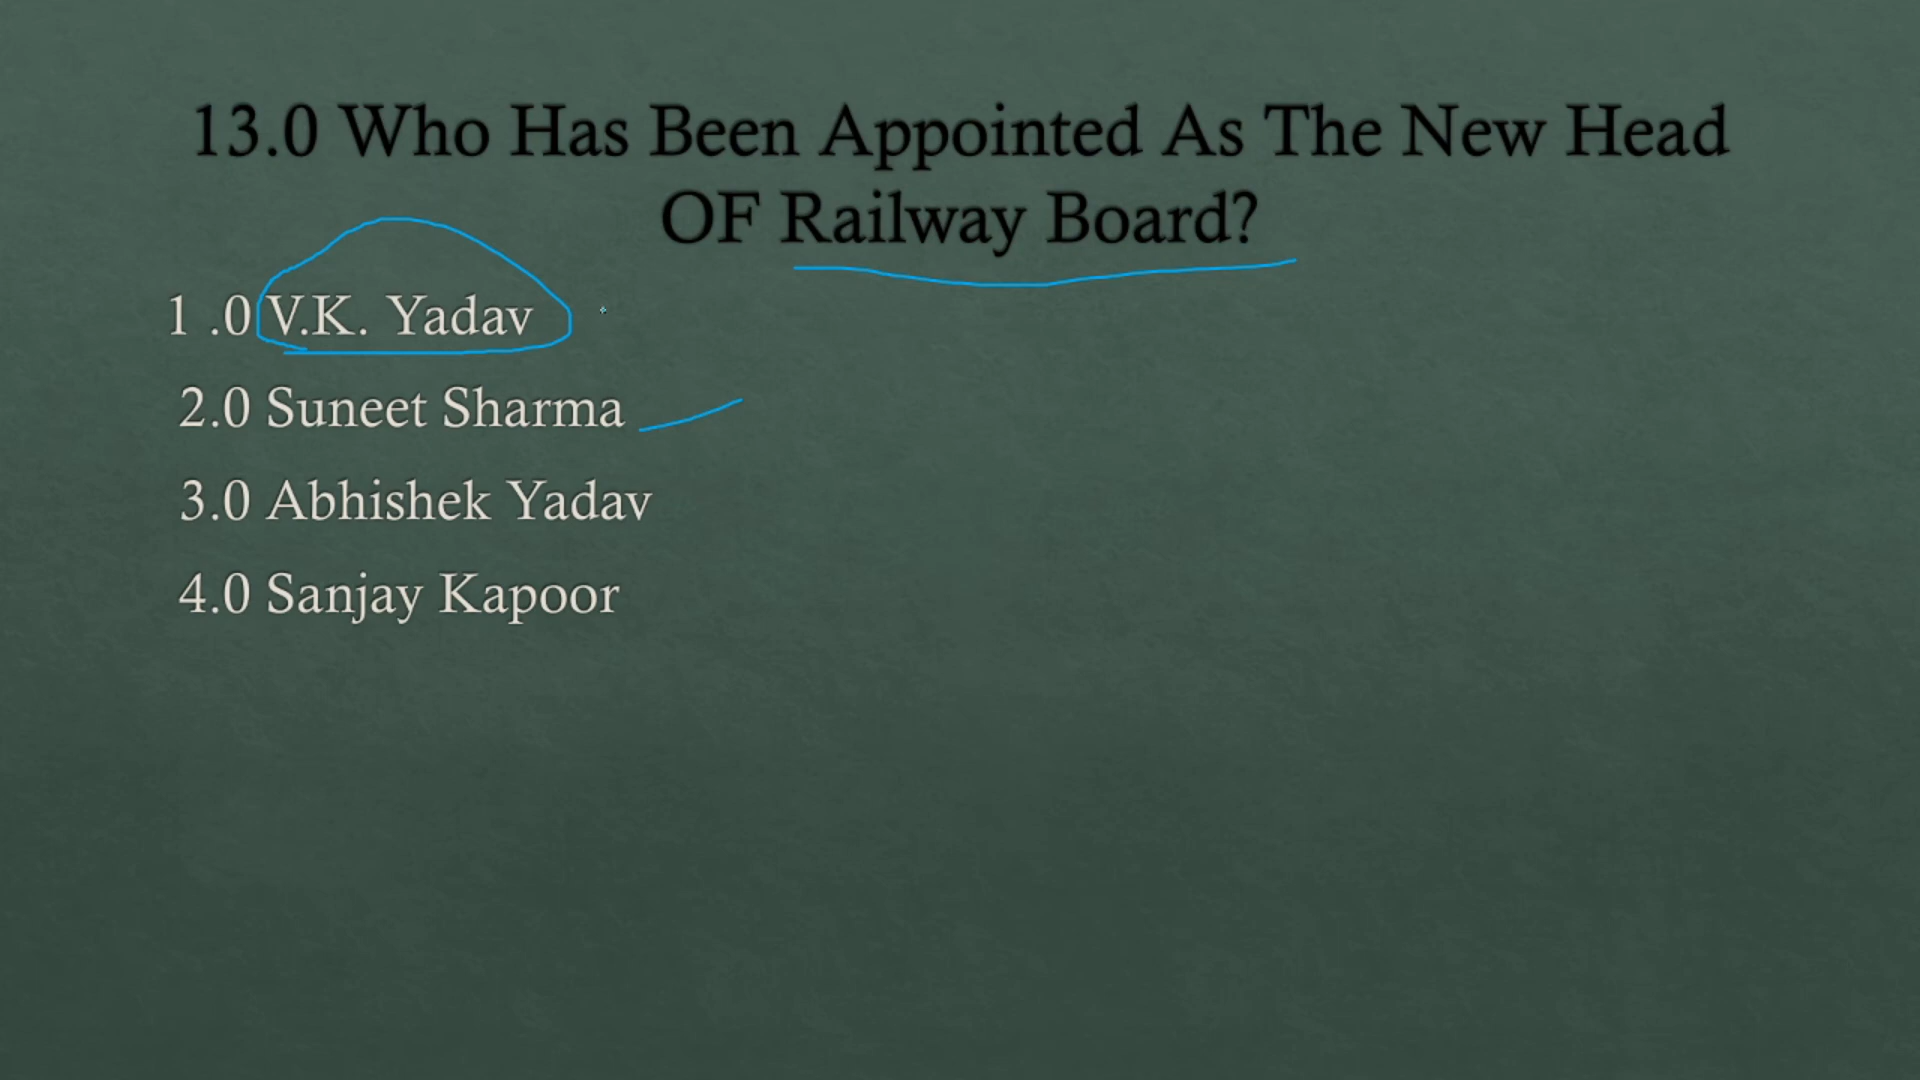 13.0 Who Has Been Appointed As The New Head
OF Railway Board?
1 .0 V.K. Yadav
2.0 Suneet Sharma
3.0 Abhishek Yadav
4.0 Sanjay Kapoor